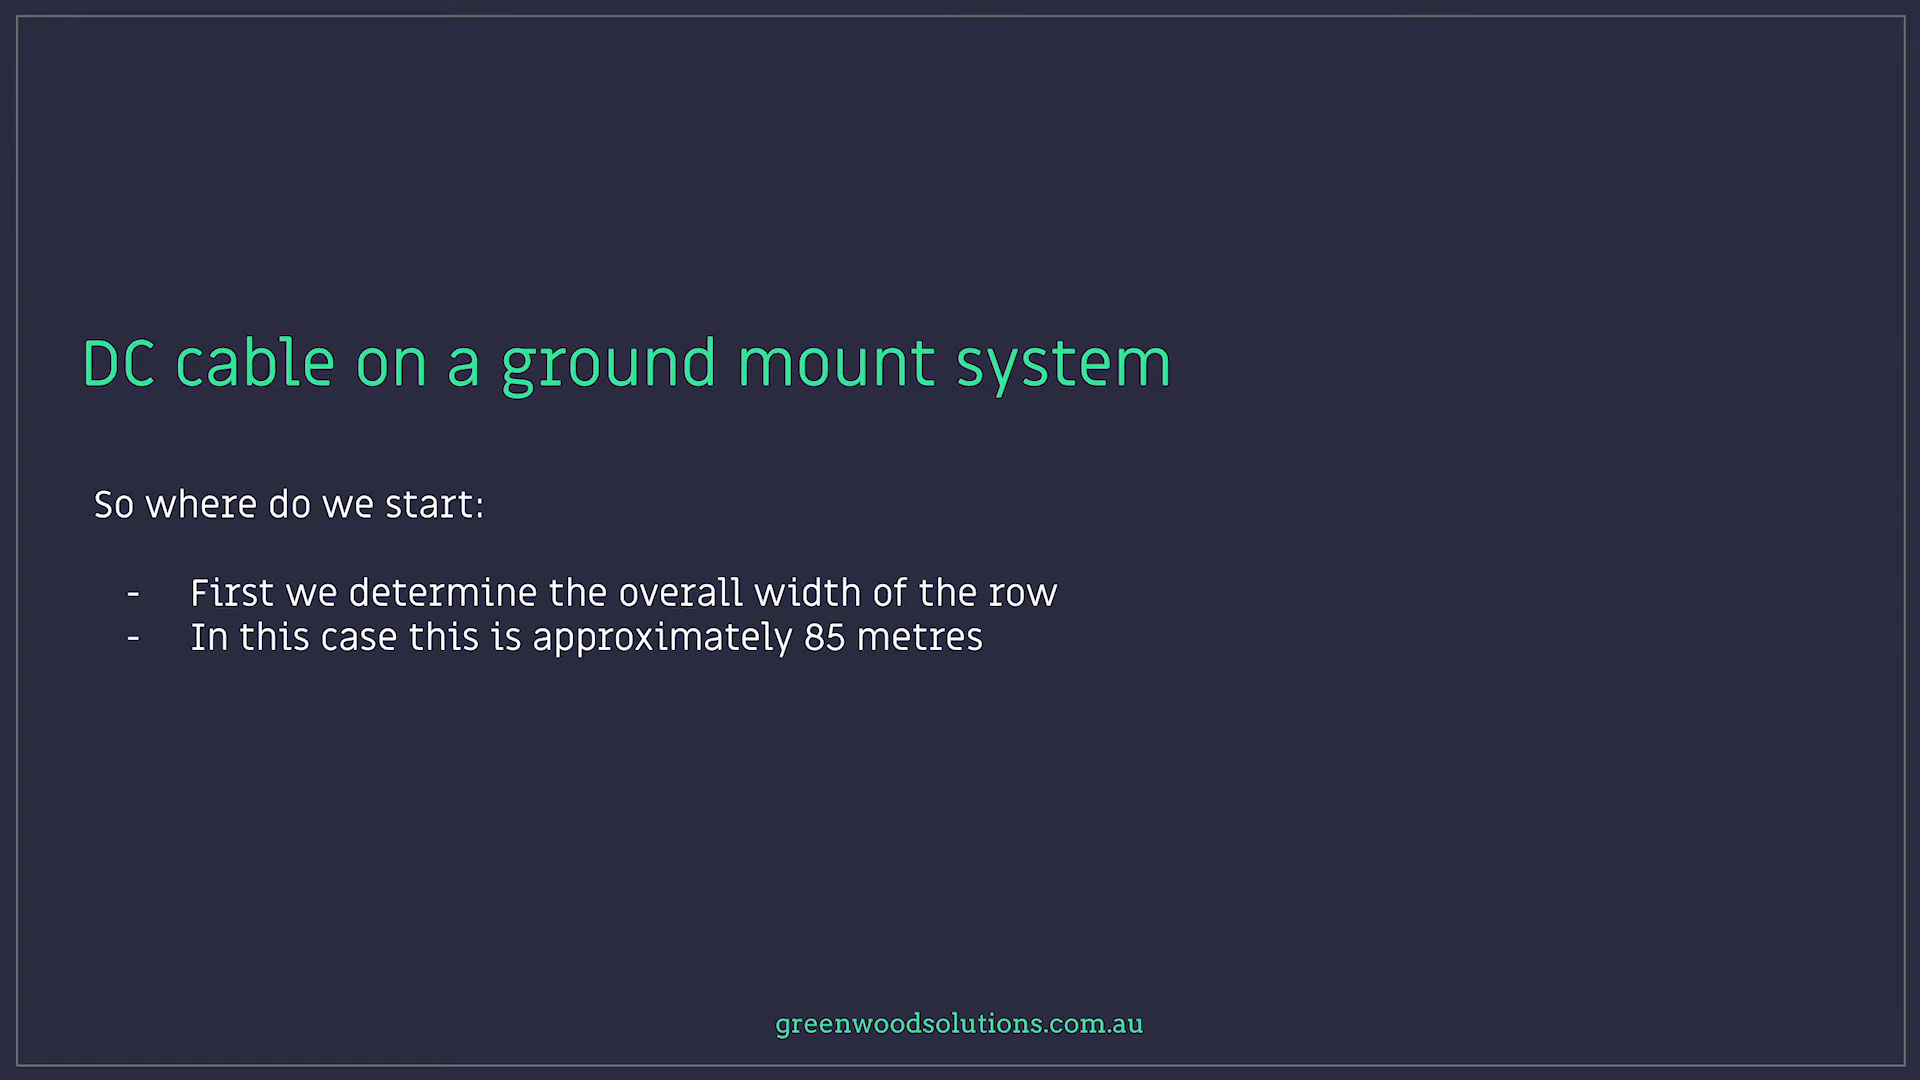 DC cable on a ground mount system
So where do we start:
- First we determine the overall width of the row
- In this case this is approximately 85 metres
greenwoodsolutions.com.au